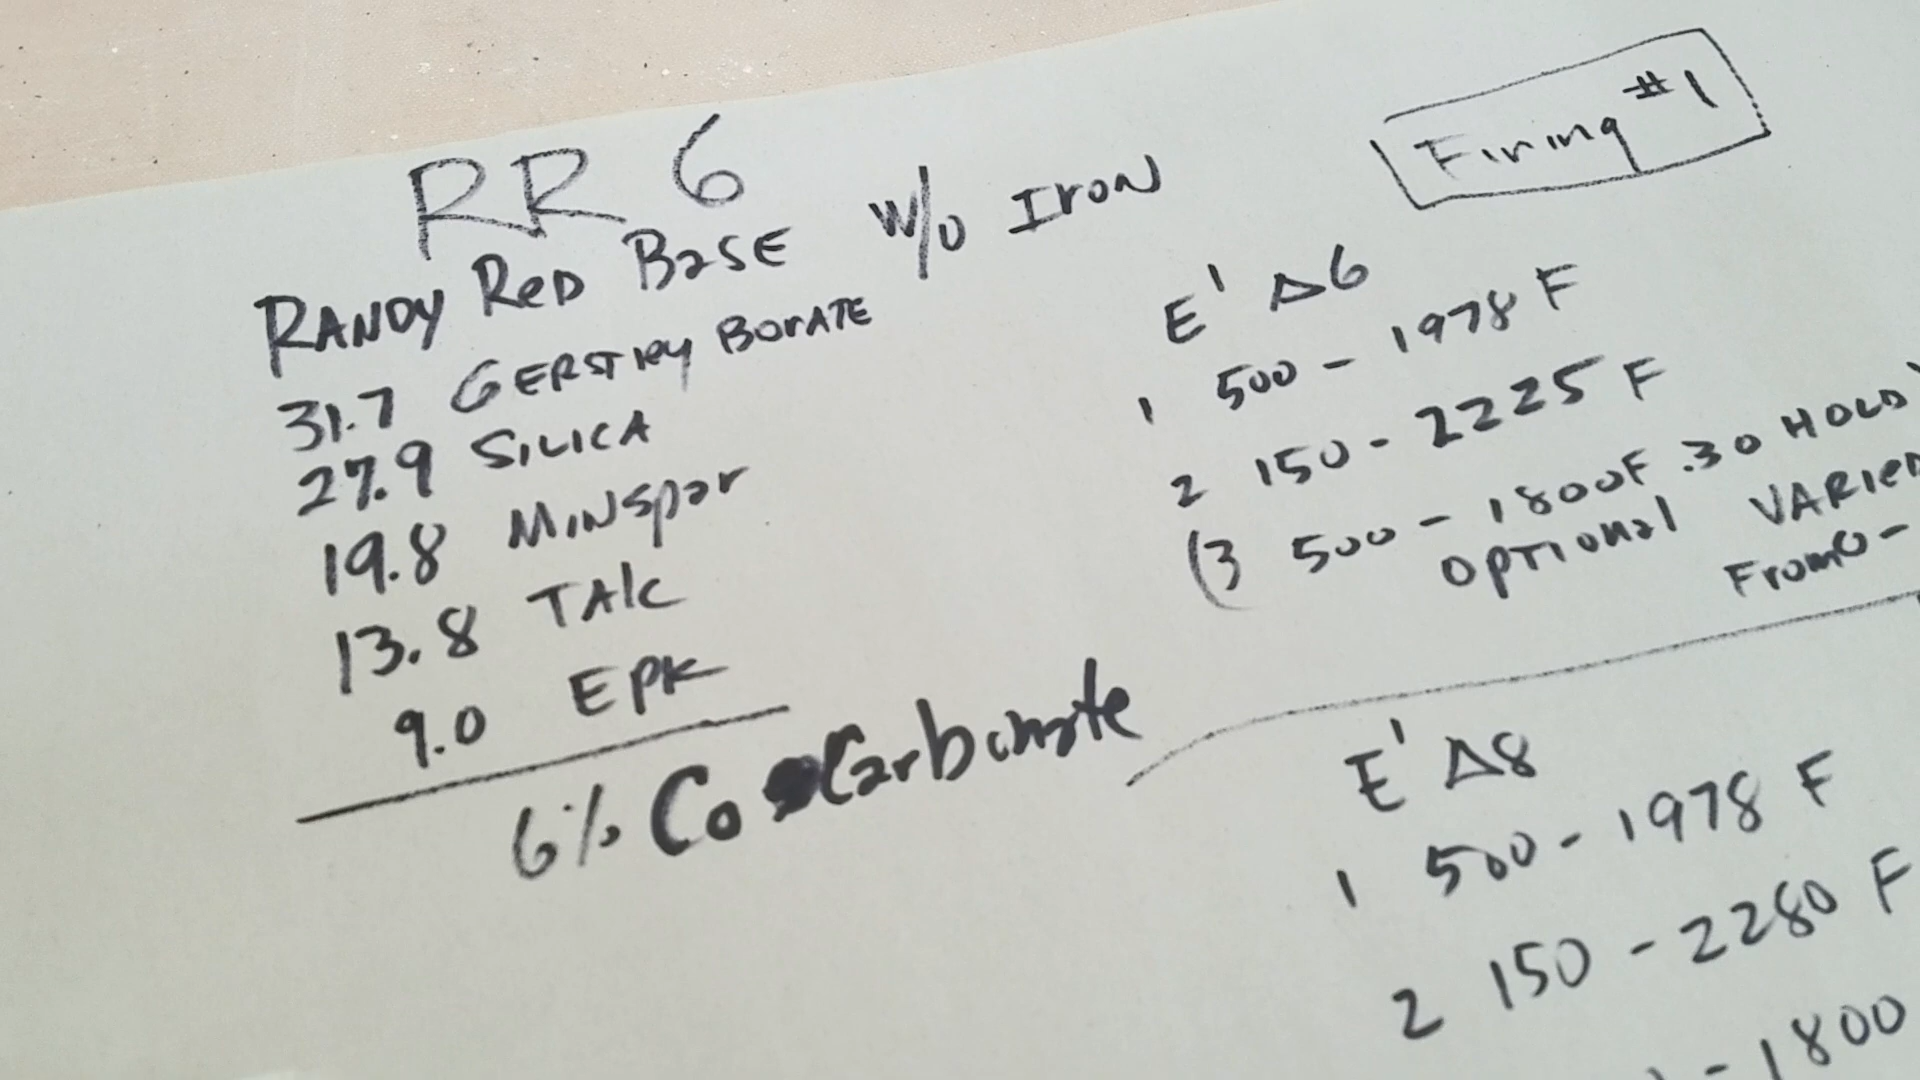 RR 6
RANDY RED BASE W/O IRON
31.7 GERSTLEY BORATE
27.9 SILICA
19.8 MINSpar
13.8 TAlc
9.0 EPK
6% Co Carbonate
Firing #1
E' Δ6
1 500 - 1978 F
2 150 - 2225 F
(3 500 - 1800F .30 HOLD)
OPTIONAL VARIED
From 0 -
E' Δ8
1 500 - 1978 F
2 150 - 2280 F
- 1800